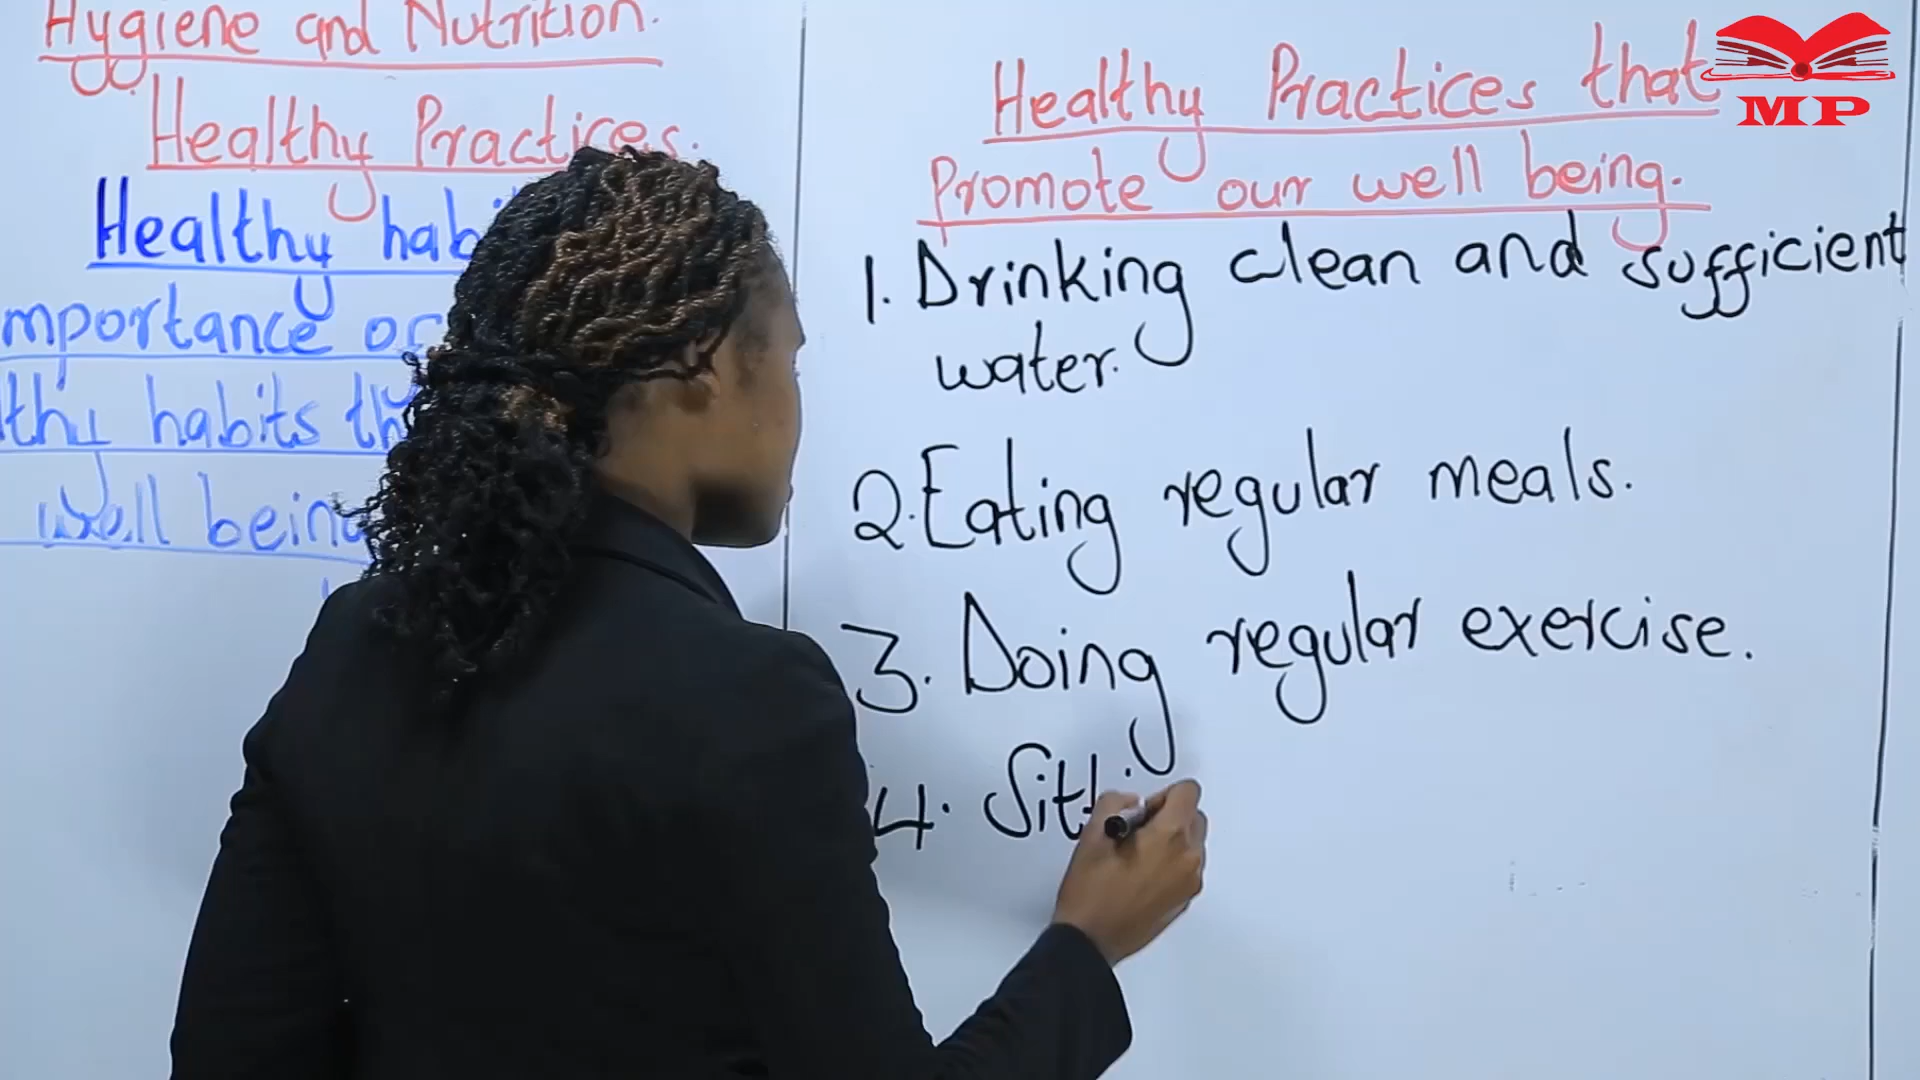 Hygiene and Nutrition.
Healthy Practices.
Healthy
mportance
habits
well
Healthy Practices that
Promote our well being.
1. Drinking clean and sufficient
water.
2. Eating regular meals.
3. Doing regular exercise.
4.
MP